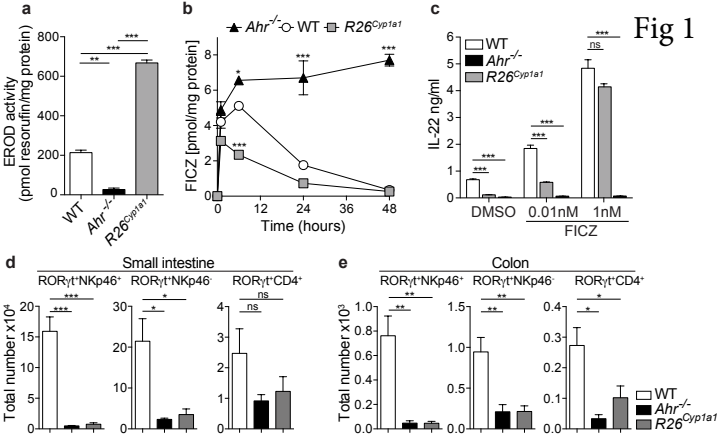 Fig 1
a
EROD activity
(pmol resorufin/mg protein)
800
600
400
200
0
***
**
***
WT
Ahr-/-
R26Cyp1a1
b
Ahr-/- WT R26Cyp1a1
FICZ [pmol/mg protein]
8
6
4
2
0
* *** ***
***
0 12 24 36 48
Time (hours)
c
WT
Ahr-/-
R26Cyp1a1
IL-22 ng/ml
6
5
4
3
2
1
0
***
ns
***
***
***
***
DMSO 0.01nM 1nM
FICZ
d
Small intestine
RORγt+NKp46+ RORγt+NKp46- RORγt+CD4+
Total number x10⁴
20
15
10
5
0
***
***
30
20
10
0
*
*
4
3
2
1
0
ns
ns
e
Colon
RORγt+NKp46+ RORγt+NKp46- RORγt+CD4+
Total number x10³
1.0
0.8
0.6
0.4
0.2
0.0
**
**
1.5
1.0
0.5
0.0
**
**
0.4
0.3
0.2
0.1
0.0
*
*
WT
Ahr-/-
R26Cyp1a1